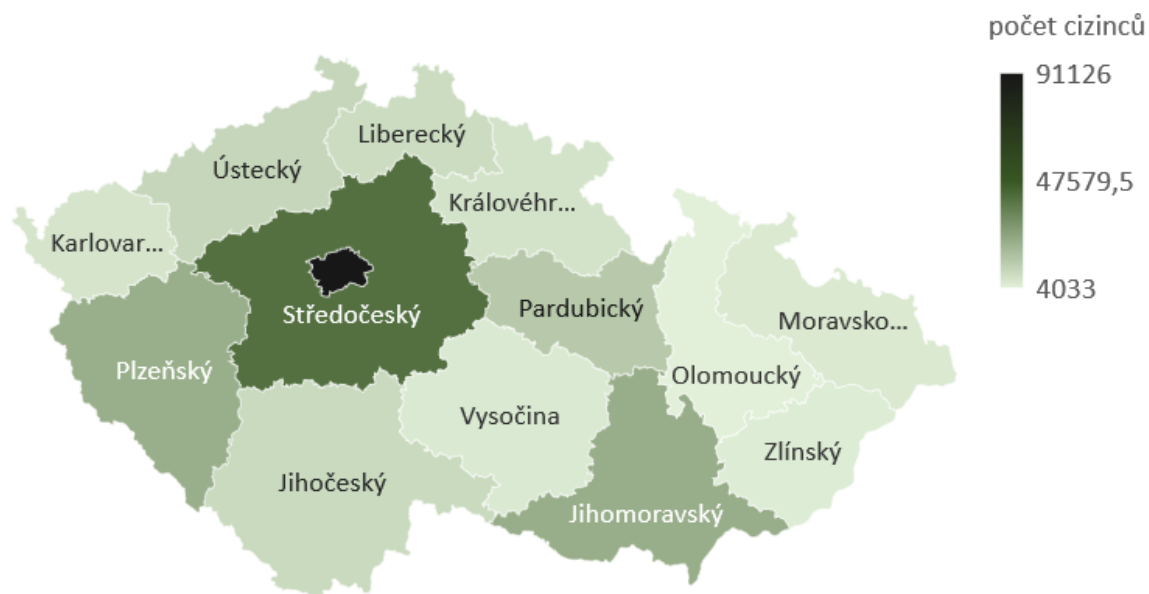 počet cizinců
91126
47579,5
4033
Liberecký
Ústecký
Královéhr...
Karlovar...
Středočeský
Pardubický
Moravsko...
Plzeňský
Olomoucký
Vysočina
Zlínský
Jihočeský
Jihomoravský